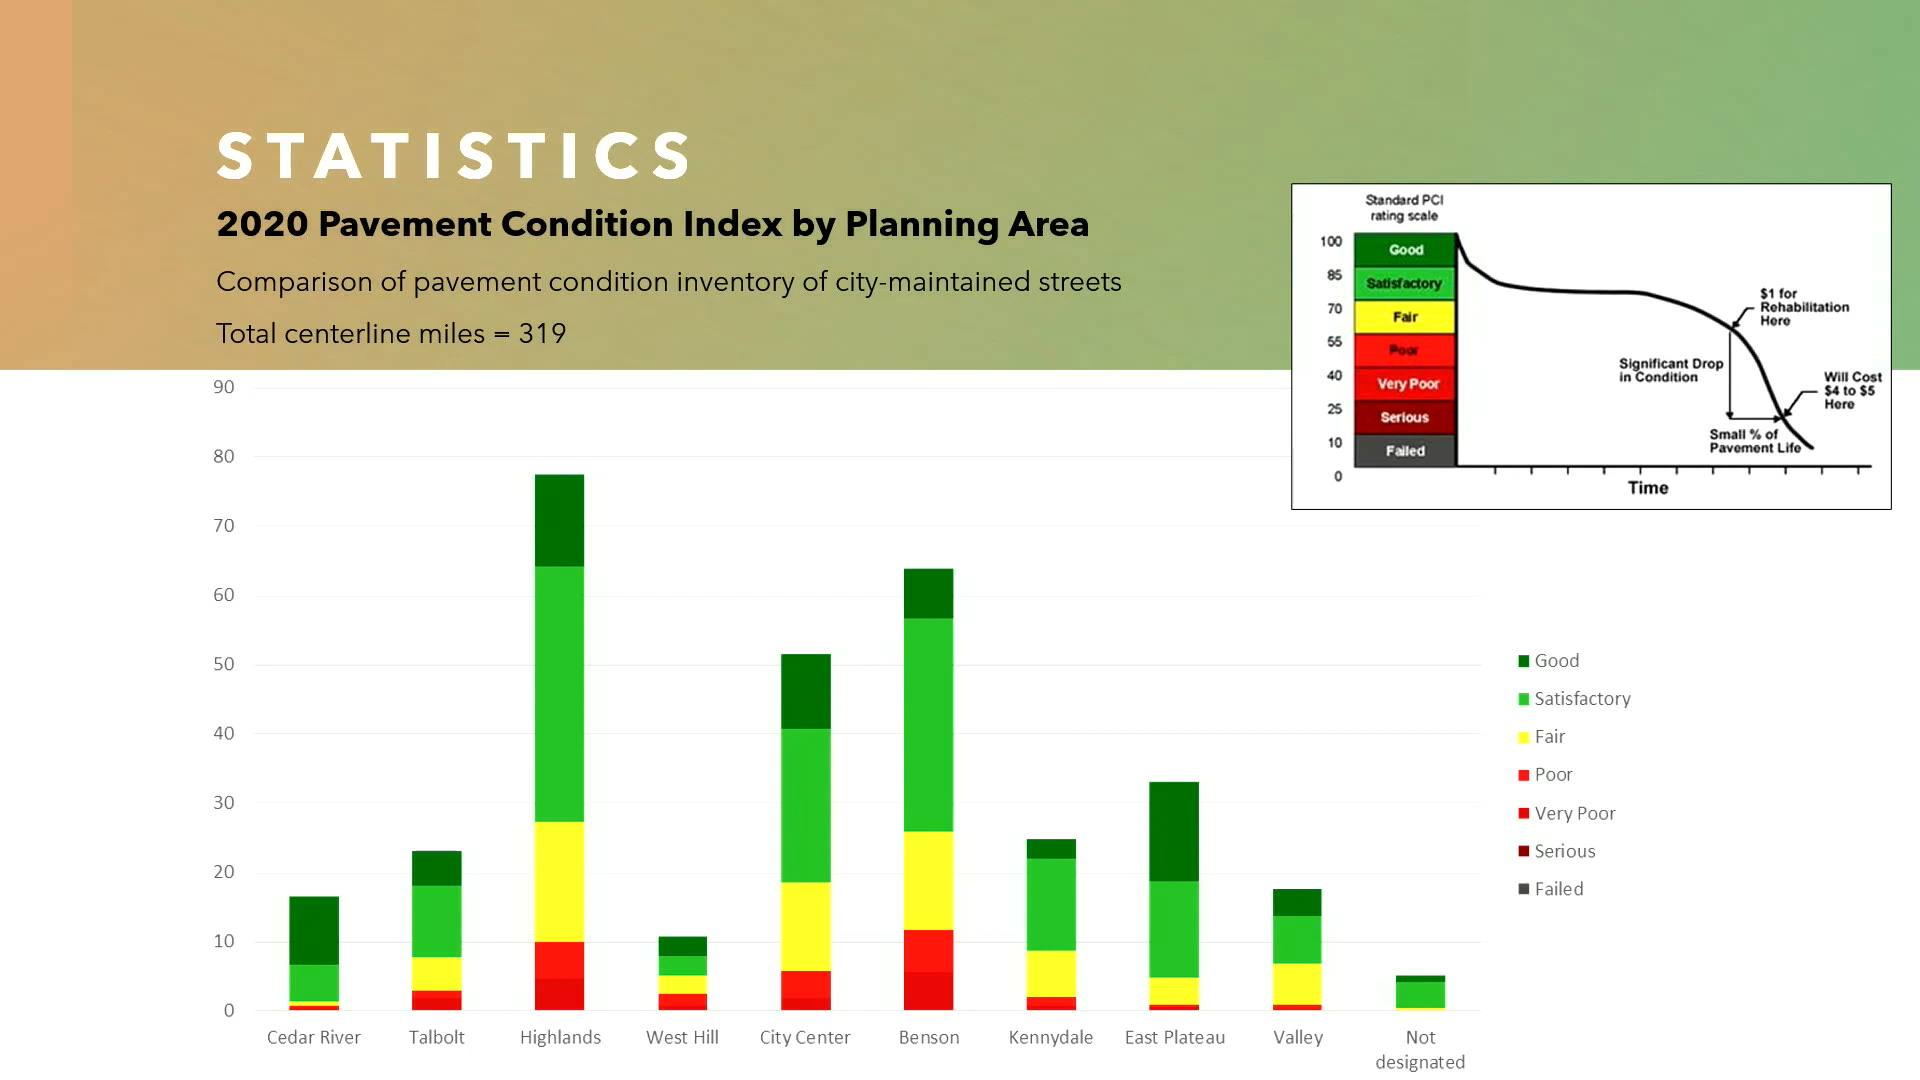 STATISTICS
2020 Pavement Condition Index by Planning Area
Comparison of pavement condition inventory of city-maintained streets
Total centerline miles = 319
Standard PCI
rating scale
100
Good
85
Satisfactory
70
Fair
55
Poor
40
Very Poor
25
Serious
10
Failed
0
$1 for
Rehabilitation
Here
Significant Drop
in Condition
Will Cost
$4 to $5
Here
Small % of
Pavement Life
Time
90
80
70
60
50
40
30
20
10
0
Cedar River
Talbolt
Highlands
West Hill
City Center
Benson
Kennydale
East Plateau
Valley
Not
designated
Good
Satisfactory
Fair
Poor
Very Poor
Serious
Failed